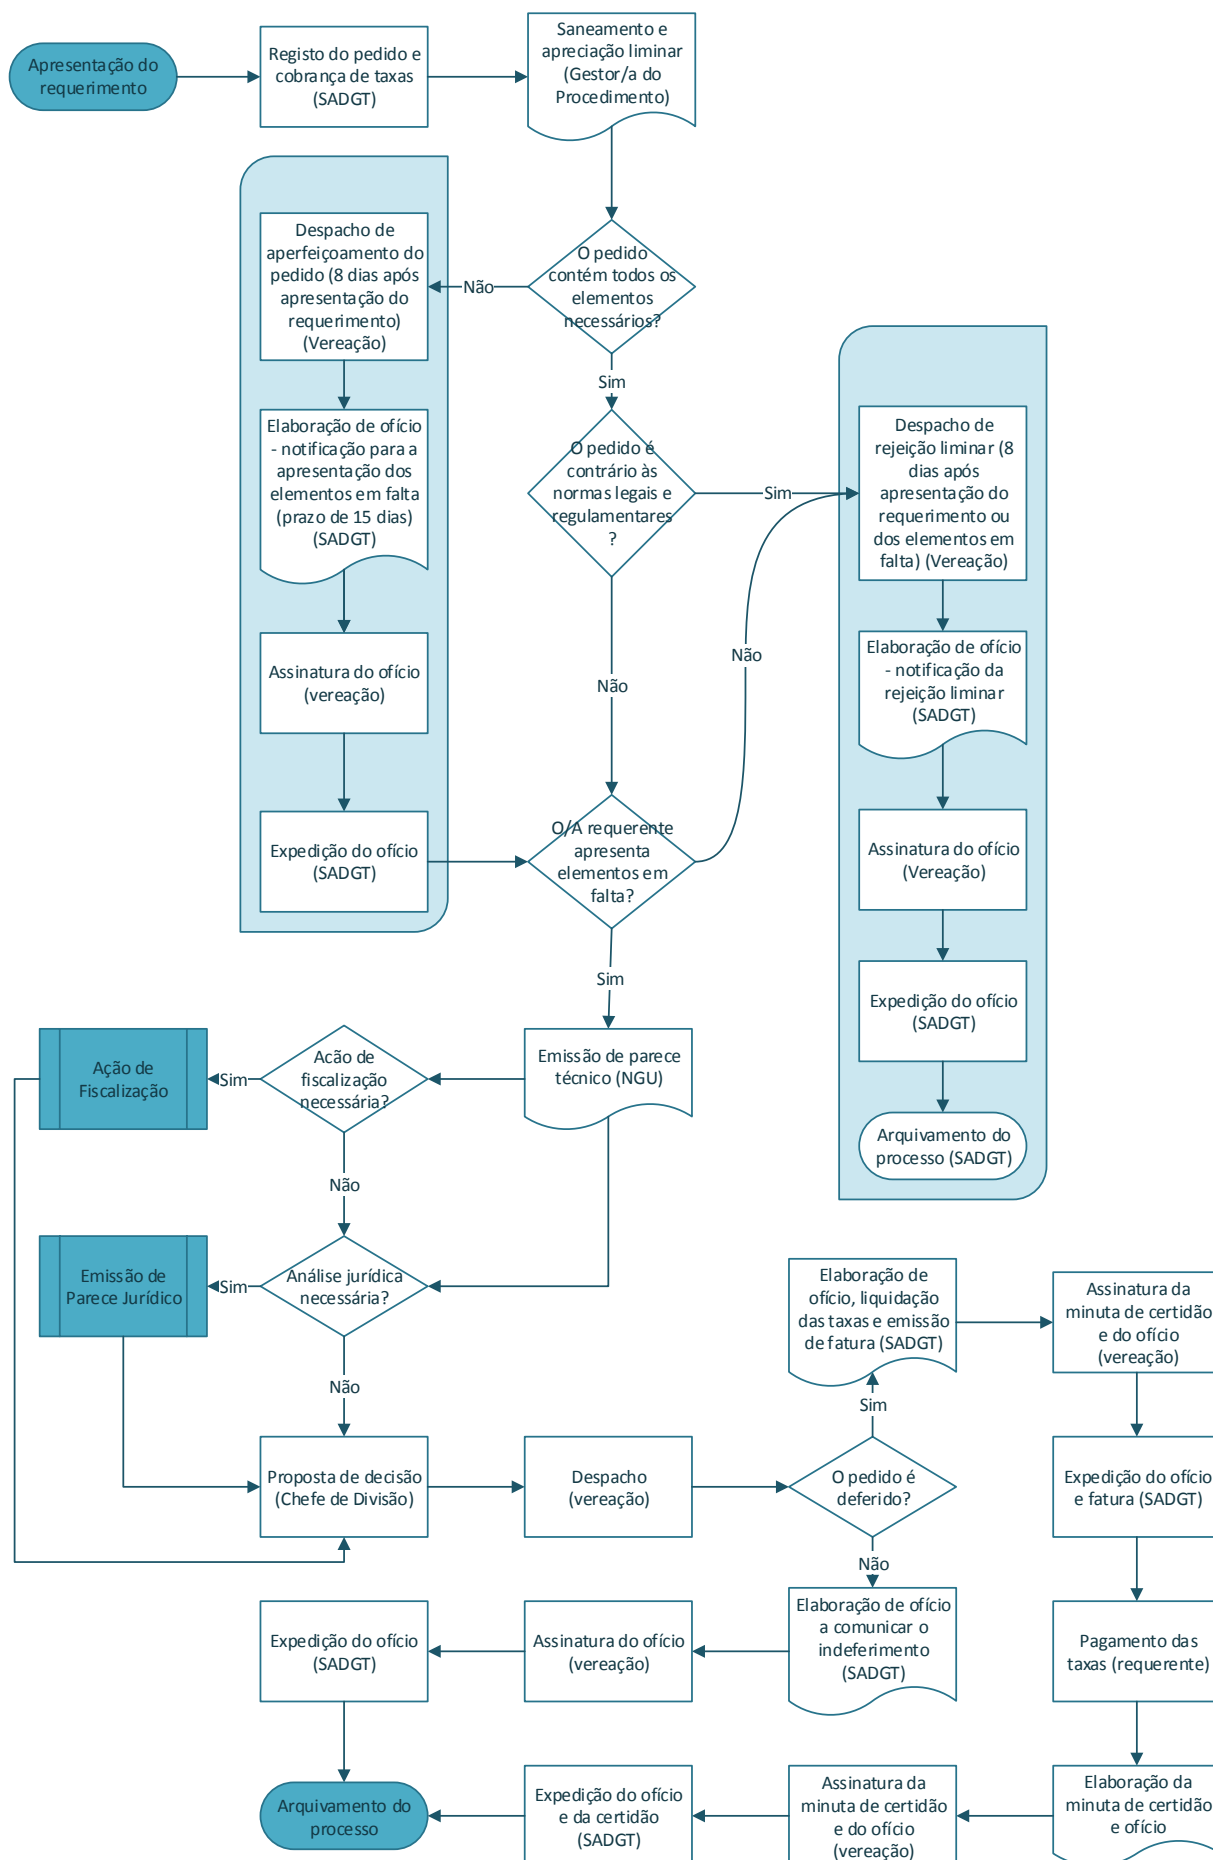 Apresentação do
requerimento
Registo do pedido e
cobrança de taxas
(SADGT)
Saneamento e
apreciação liminar
(Gestor/a do
Procedimento)
O pedido
contém todos os
elementos
necessários?
Não
Sim
Despacho de
aperfeiçoamento do
pedido (8 dias após
apresentação do
requerimento)
(Vereação)
Elaboração de ofício
- notificação para a
apresentação dos
elementos em falta
(prazo de 15 dias)
(SADGT)
Assinatura do ofício
(vereação)
Expedição do ofício
(SADGT)
O pedido é
contrário às
normas legais e
regulamentares
?
Sim
Não
Não
O/A requerente
apresenta
elementos em
falta?
Sim
Despacho de
rejeição liminar (8
dias após
apresentação do
requerimento ou
dos elementos em
falta) (Vereação)
Elaboração de ofício
- notificação da
rejeição liminar
(SADGT)
Assinatura do ofício
(Vereação)
Expedição do ofício
(SADGT)
Arquivamento do
processo (SADGT)
Emissão de parece
técnico (NGU)
Ação de
fiscalização
necessária?
Sim
Ação de
Fiscalização
Não
Análise jurídica
necessária?
Sim
Emissão de
Parece Jurídico
Não
Proposta de decisão
(Chefe de Divisão)
Despacho
(vereação)
O pedido é
deferido?
Sim
Elaboração de
ofício, liquidação
das taxas e emissão
de fatura (SADGT)
Assinatura da
minuta de certidão
e do ofício
(vereação)
Expedição do ofício
e fatura (SADGT)
Pagamento das
taxas (requerente)
Elaboração da
minuta de certidão
e ofício
Não
Elaboração de ofício
a comunicar o
indeferimento
(SADGT)
Assinatura do ofício
(vereação)
Expedição do ofício
(SADGT)
Assinatura da
minuta de certidão
e do ofício
(vereação)
Expedição do ofício
e da certidão
(SADGT)
Arquivamento do
processo